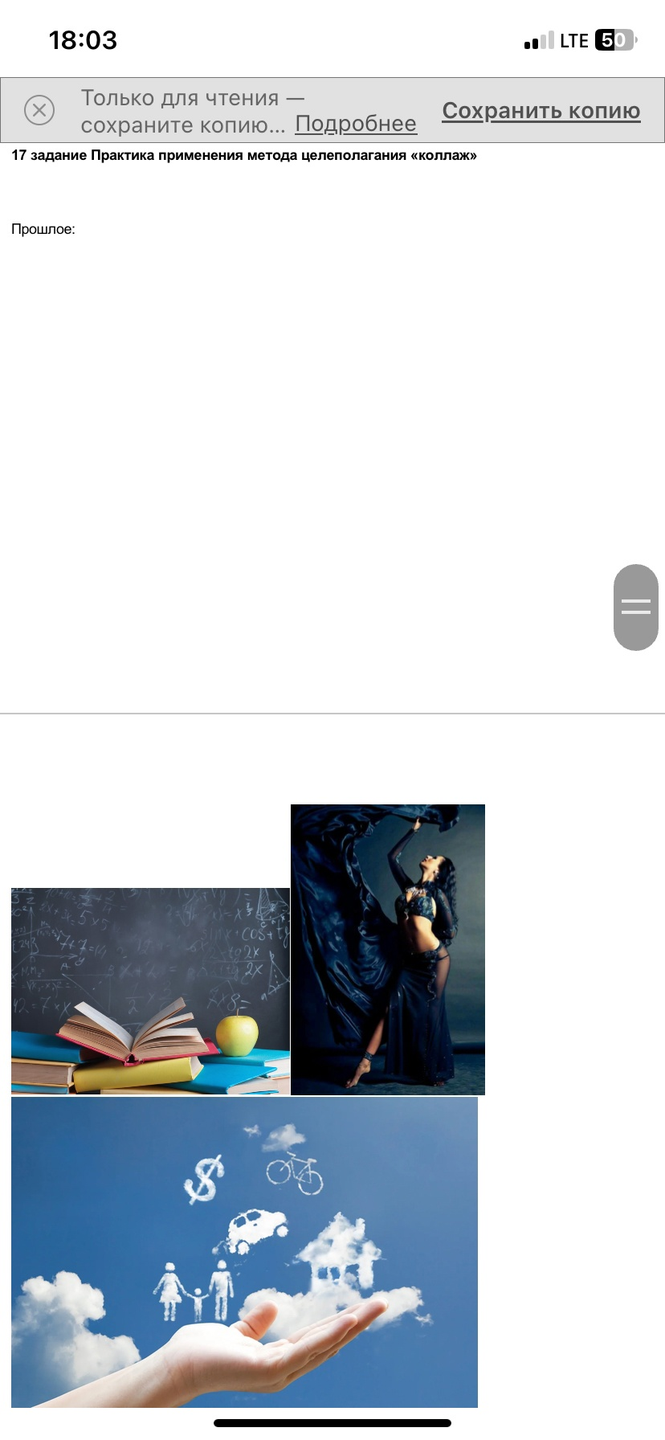 18:03
LTE 50
Только для чтения —
сохраните копию... Подробнее
Сохранить копию
17 задание Практика применения метода целеполагания «коллаж»
Прошлое:
$